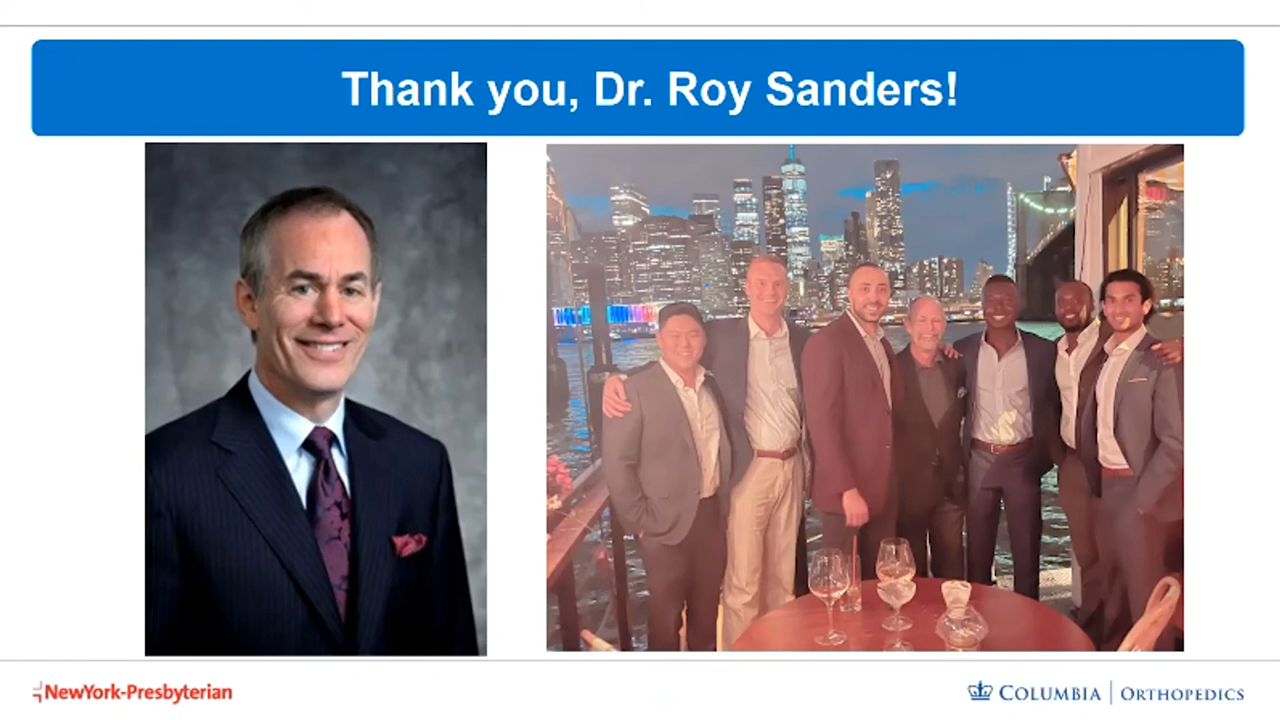 Thank you, Dr. Roy Sanders!
NewYork-Presbyterian
COLUMBIA | ORTHOPEDICS